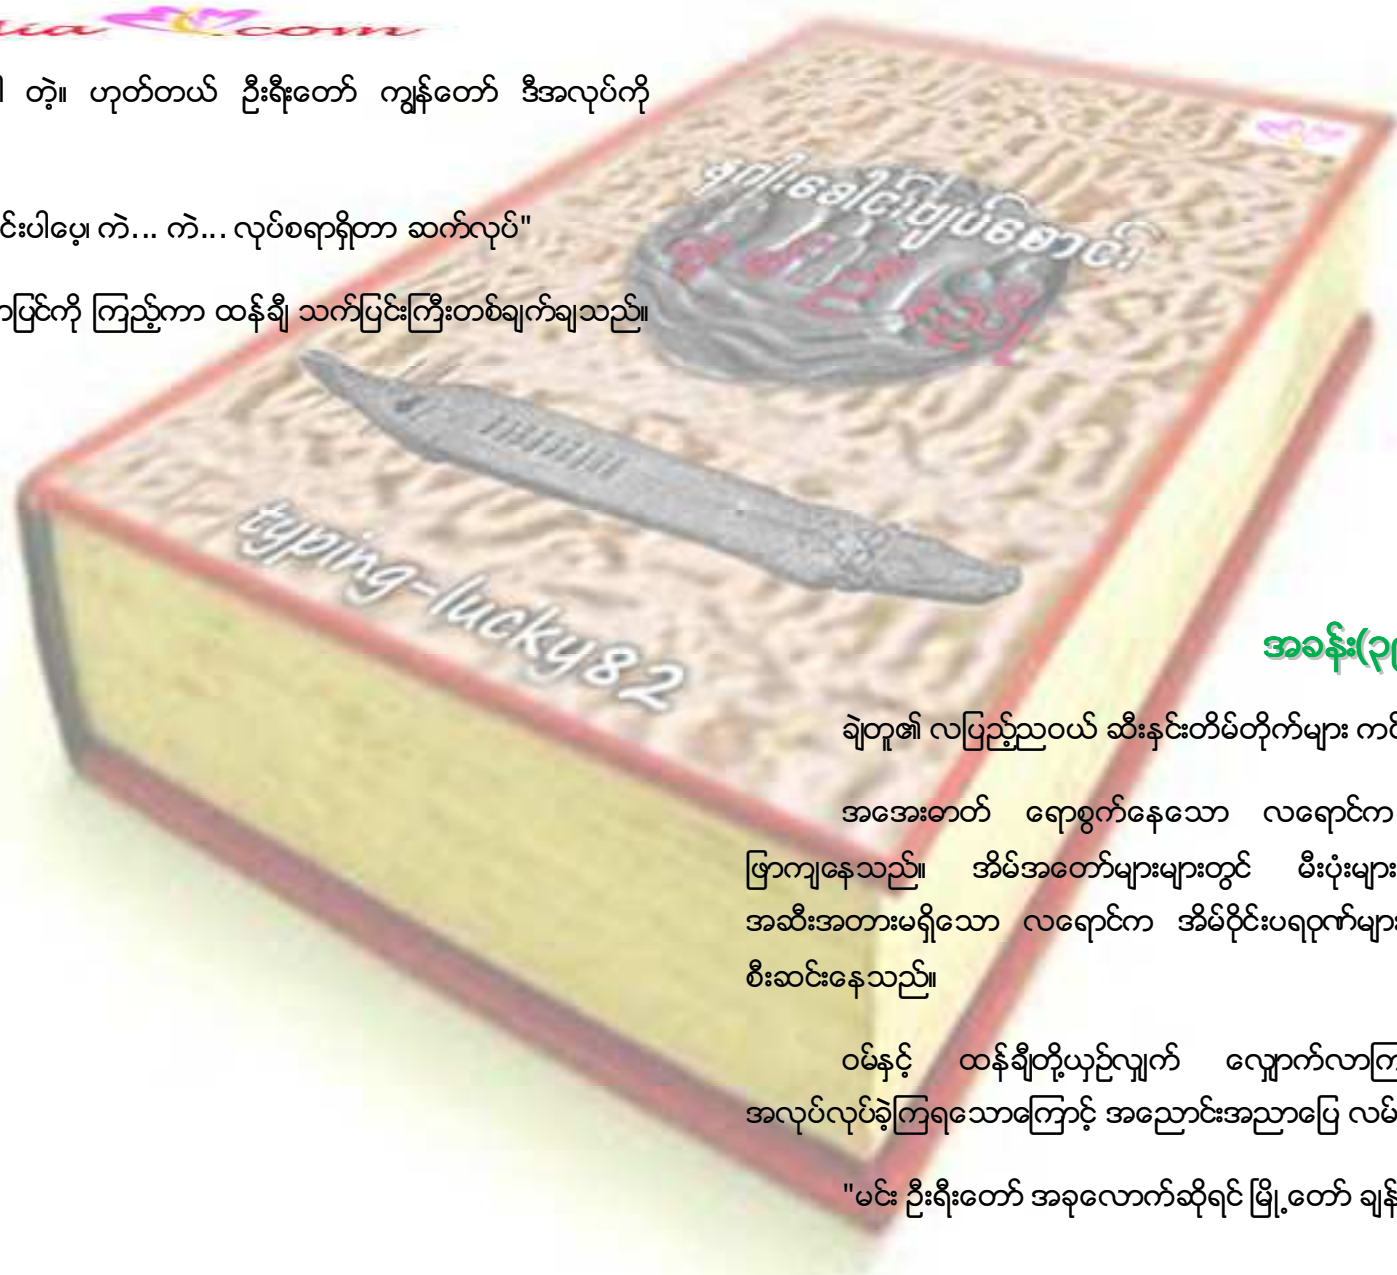 com
တဲ့။ ဟုတ်တယ် ဦးရီးတော် ကျွန်တော် ဒီအလုပ်ကို
င်းပါပေ့၊ ကဲ... ကဲ... လုပ်စရာရှိတာ ဆက်လုပ်"
ကြည့်ကာ ထန်ချီ သက်ပြင်းကြီးတစ်ချက်ချသည်။
typing-lucky82
အခန်း(၃
ချဲတူ၏ လပြည့်ညဝယ် ဆီးနှင်းတိမ်တိုက်များ
အအေးဓာတ် ရောစွက်နေသော လရောင်က
ဖြာကျနေသည်။ အိမ်အတော်များများတွင် မီးပုံးများ
အဆီးအတားမရှိသော လရောင်က အိမ်ဝိုင်းပရဝုဏ်များ
စီးဆင်းနေသည်။
ဝမ်နှင့် ထန်ချီတို့ယှဉ်လျှက် လျှောက်လာကြ
အလုပ်လုပ်ခဲ့ကြရသောကြောင့် အညောင်းအညာပြေ လမ်
"မင်း ဦးရီးတော် အခုလောက်ဆိုရင် မြို့တော် ချန်